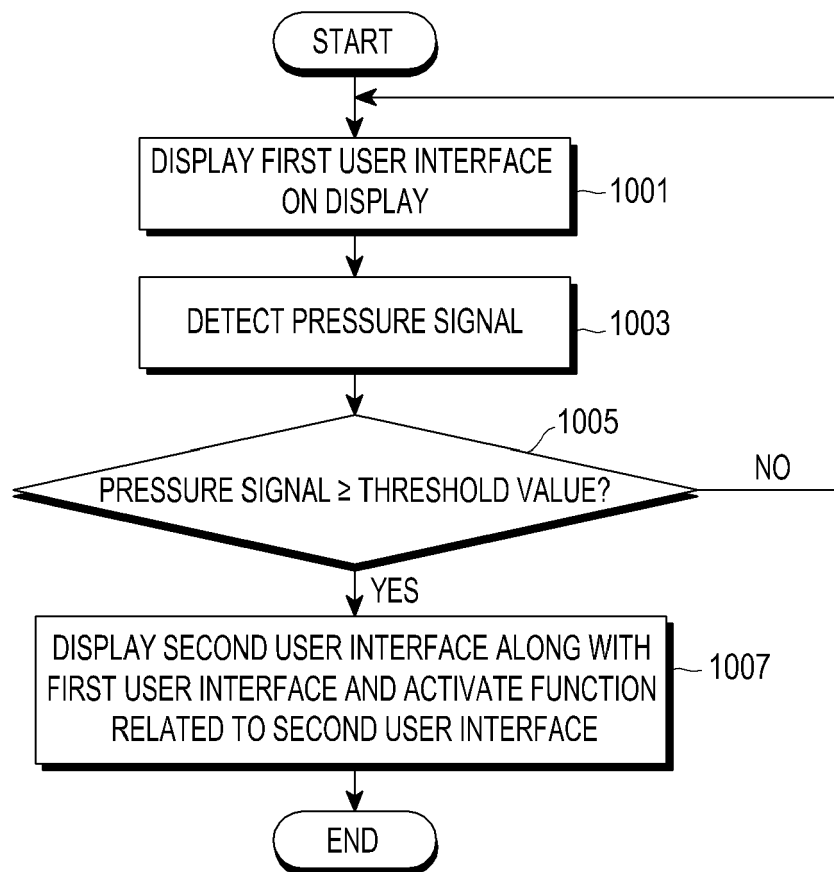 START
DISPLAY FIRST USER INTERFACE
ON DISPLAY
1001
DETECT PRESSURE SIGNAL
1003
1005
PRESSURE SIGNAL ≥ THRESHOLD VALUE?
NO
YES
DISPLAY SECOND USER INTERFACE ALONG WITH
FIRST USER INTERFACE AND ACTIVATE FUNCTION
RELATED TO SECOND USER INTERFACE
1007
END